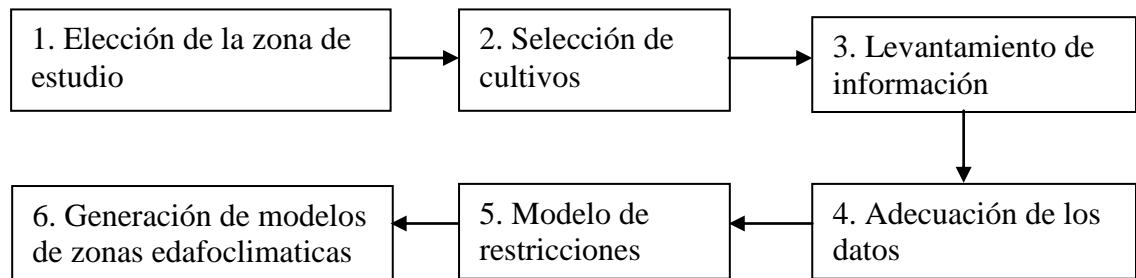 1. Elección de la zona de
estudio
2. Selección de
cultivos
3. Levantamiento de
información
4. Adecuación de los
datos
5. Modelo de
restricciones
6. Generación de modelos
de zonas edafoclimaticas